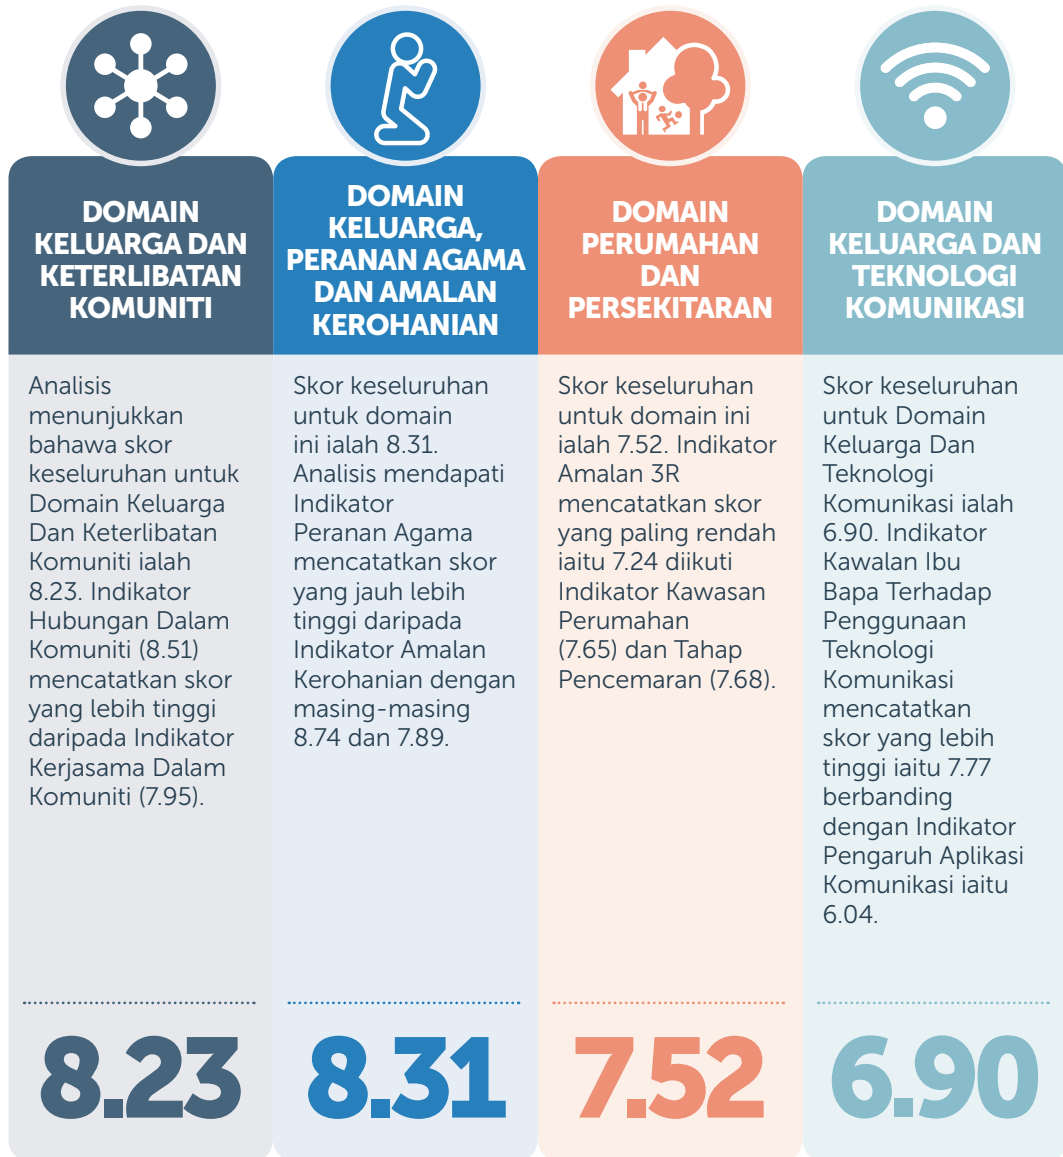 DOMAIN
KELUARGA DAN
KETERLIBATAN
KOMUNITI
Analisis
menunjukkan
bahawa skor
keseluruhan untuk
Domain Keluarga
Dan Keterlibatan
Komuniti ialah
8.23. Indikator
Hubungan Dalam
Komuniti (8.51)
mencatatkan skor
yang lebih tinggi
daripada Indikator
Kerjasama Dalam
Komuniti (7.95).
8.23
DOMAIN
KELUARGA,
PERANAN AGAMA
DAN AMALAN
KEROHANIAN
Skor keseluruhan
untuk domain
ini ialah 8.31.
Analisis mendapati
Indikator
Peranan Agama
mencatatkan skor
yang jauh lebih
tinggi daripada
Indikator Amalan
Kerohanian dengan
masing-masing
8.74 dan 7.89.
8.31
DOMAIN
PERUMAHAN
DAN
PERSEKITARAN
Skor keseluruhan
untuk domain ini
ialah 7.52. Indikator
Amalan 3R
mencatatkan skor
yang paling rendah
iaitu 7.24 diikuti
Indikator Kawasan
Perumahan
(7.65) dan Tahap
Pencemaran (7.68).
7.52
DOMAIN
KELUARGA DAN
TEKNOLOGI
KOMUNIKASI
Skor keseluruhan
untuk Domain
Keluarga Dan
Teknologi
Komunikasi ialah
6.90. Indikator
Kawalan Ibu
Bapa Terhadap
Penggunaan
Teknologi
Komunikasi
mencatatkan
skor yang lebih
tinggi iaitu 7.77
berbanding
dengan Indikator
Pengaruh Aplikasi
Komunikasi iaitu
6.04.
6.90